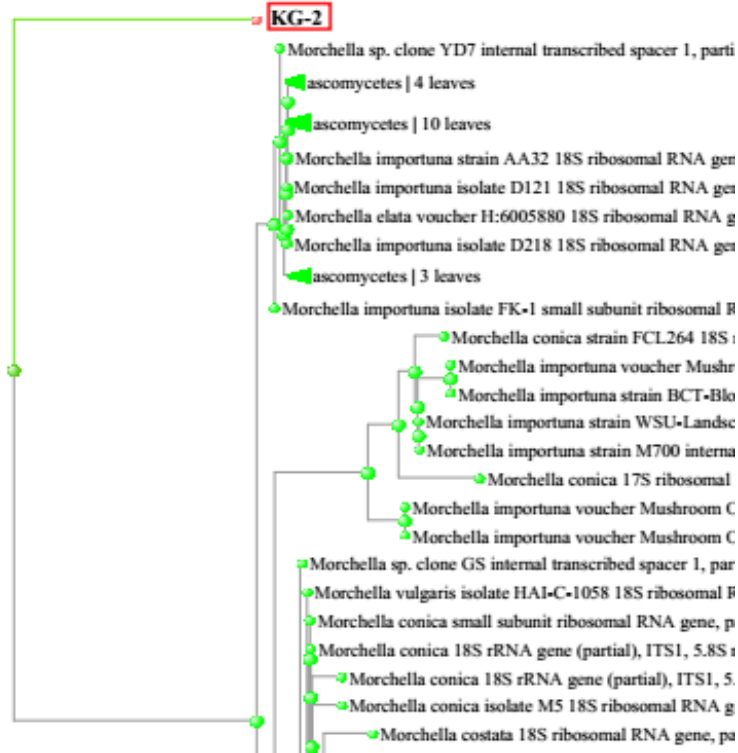 KG-2
Morchella sp. clone YD7 internal transcribed spacer 1, parti
ascomycetes | 4 leaves
ascomycetes | 10 leaves
Morchella importuna strain AA32 18S ribosomal RNA gen
Morchella importuna isolate D121 18S ribosomal RNA gen
Morchella elata voucher H:6005880 18S ribosomal RNA g
Morchella importuna isolate D218 18S ribosomal RNA gen
ascomycetes | 3 leaves
Morchella importuna isolate FK-1 small subunit ribosomal R
Morchella conica strain FCL264 18S r
Morchella importuna voucher Mushr
Morchella importuna strain BCT-Blo
Morchella importuna strain WSU-Landsc
Morchella importuna strain M700 interna
Morchella conica 17S ribosomal
Morchella importuna voucher Mushroom C
Morchella importuna voucher Mushroom C
Morchella sp. clone GS internal transcribed spacer 1, par
Morchella vulgaris isolate HAI-C-1058 18S ribosomal R
Morchella conica small subunit ribosomal RNA gene, pa
Morchella conica 18S rRNA gene (partial), ITS1, 5.8S r
Morchella conica 18S rRNA gene (partial), ITS1, 5.
Morchella conica isolate M5 18S ribosomal RNA g
Morchella costata 18S ribosomal RNA gene, pa